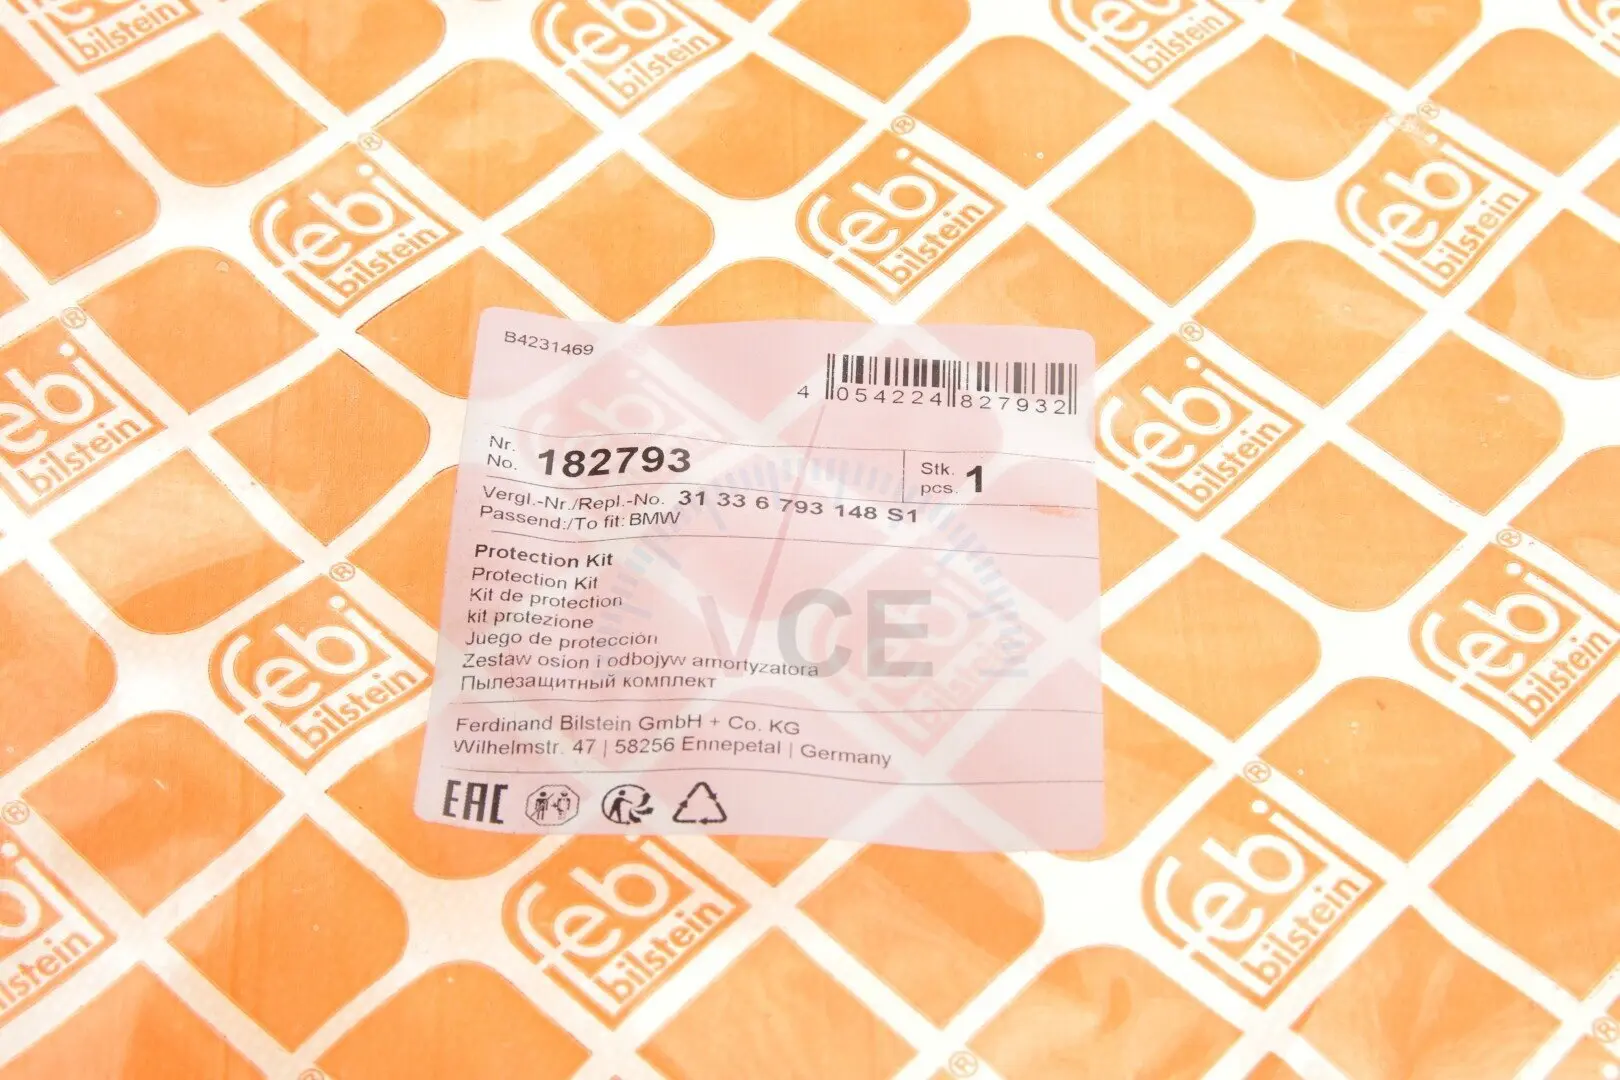 febi
bilstein
B4231469
4 054224 827932
Nr.
No. 182793
Stk.
pcs. 1
Vergl.-Nr./Repl.-No. 31 33 6 793 148 S1
Passend:/To fit: BMW
Protection Kit
Protection Kit
Kit de protection
kit protezione
Juego de protección
Zestaw osłon i odbojyw amortyzatora
Пылезащитный комплект
Ferdinand Bilstein GmbH + Co. KG
Wilhelmstr. 47 | 58256 Ennepetal | Germany
EAC
VCE